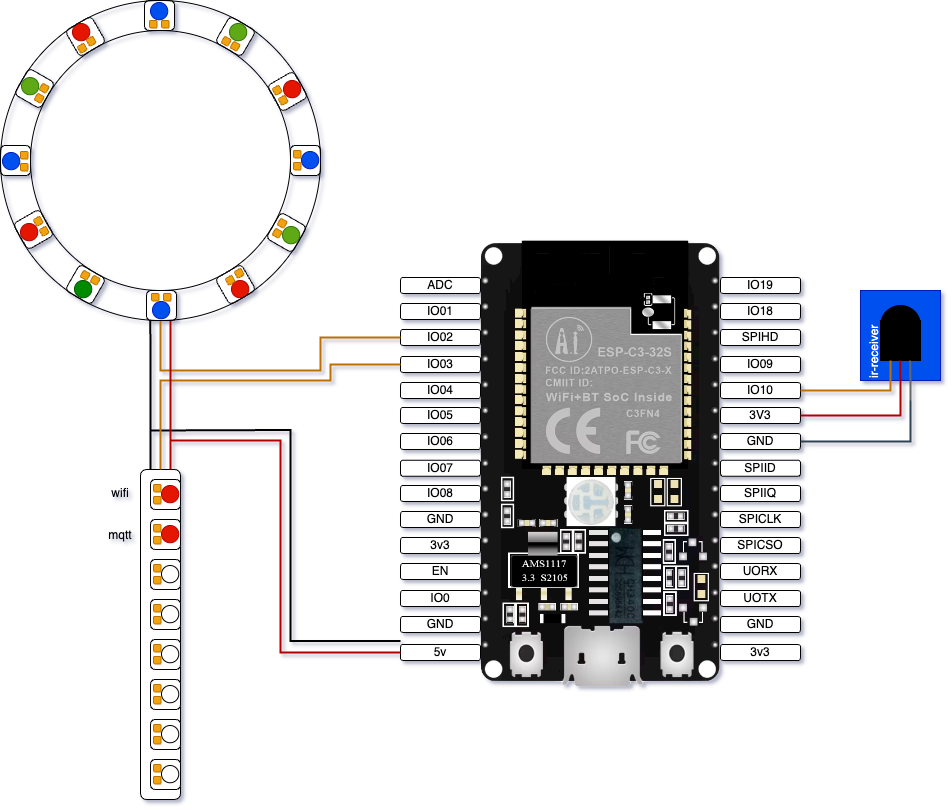 ADC
IO01
IO02
IO03
IO04
IO05
IO06
IO07
IO08
GND
3v3
EN
IO0
GND
5v
IO19
IO18
SPIHD
IO09
IO10
3V3
GND
SPIID
SPIIQ
SPICLK
SPICSO
UORX
UOTX
GND
3v3
ir-receiver
wifi
mqtt
A.i
ESP-C3-32S
FCC ID:2ATPO-ESP-C3-X
CMIIT ID:
WiFi+BT SoC Inside
C3FN4
CE FC
AMS1117
3.3 S2105